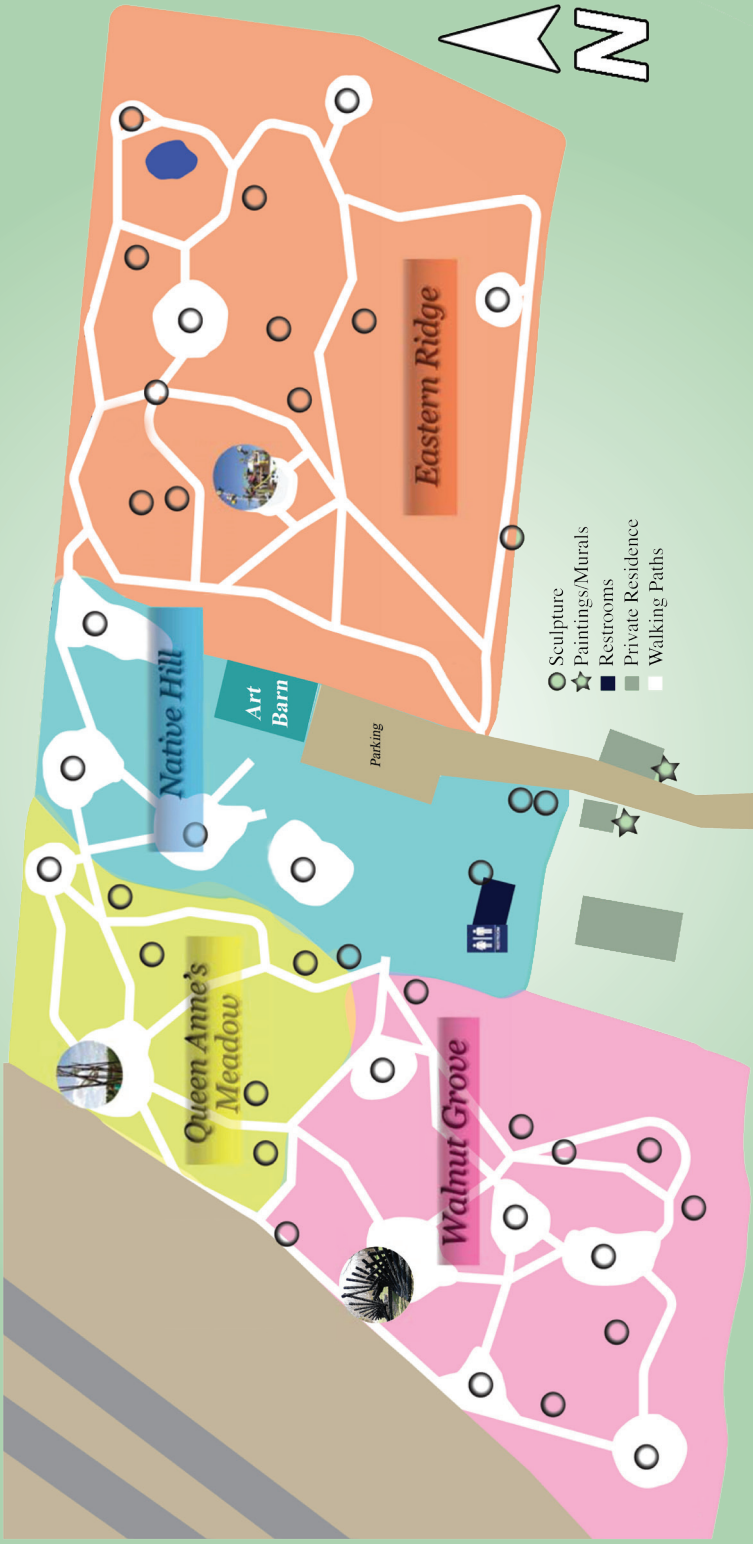 N
Eastern Ridge
Native Hill
Art
Barn
Parking
Queen Anne's
Meadow
Walnut Grove
RESTROOM
Sculpture
Paintings/Murals
Restrooms
Private Residence
Walking Paths